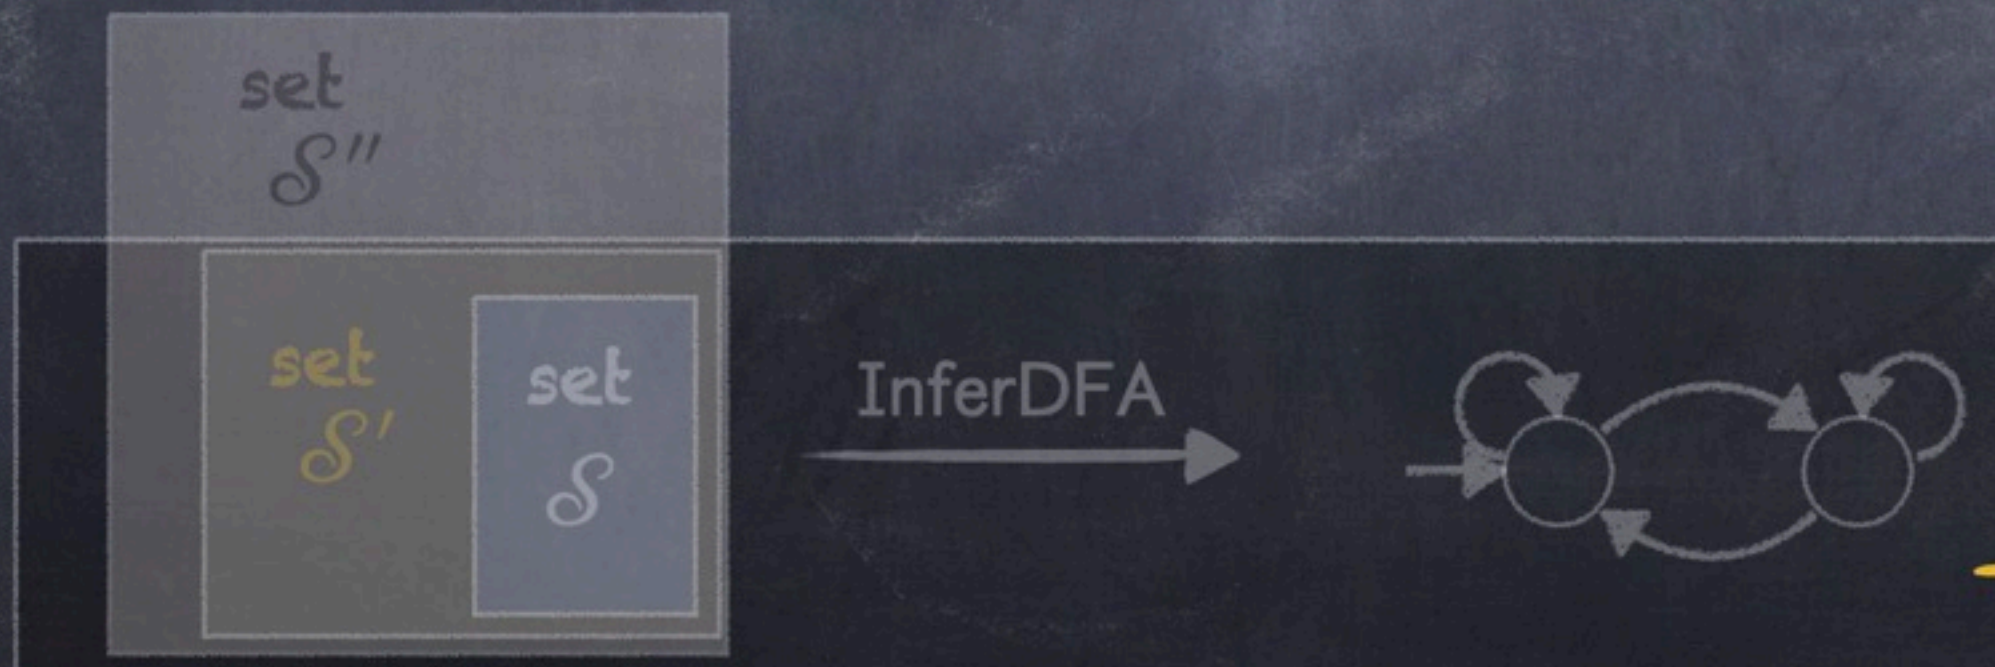 set
S″
set
S′
set
S
InferDFA